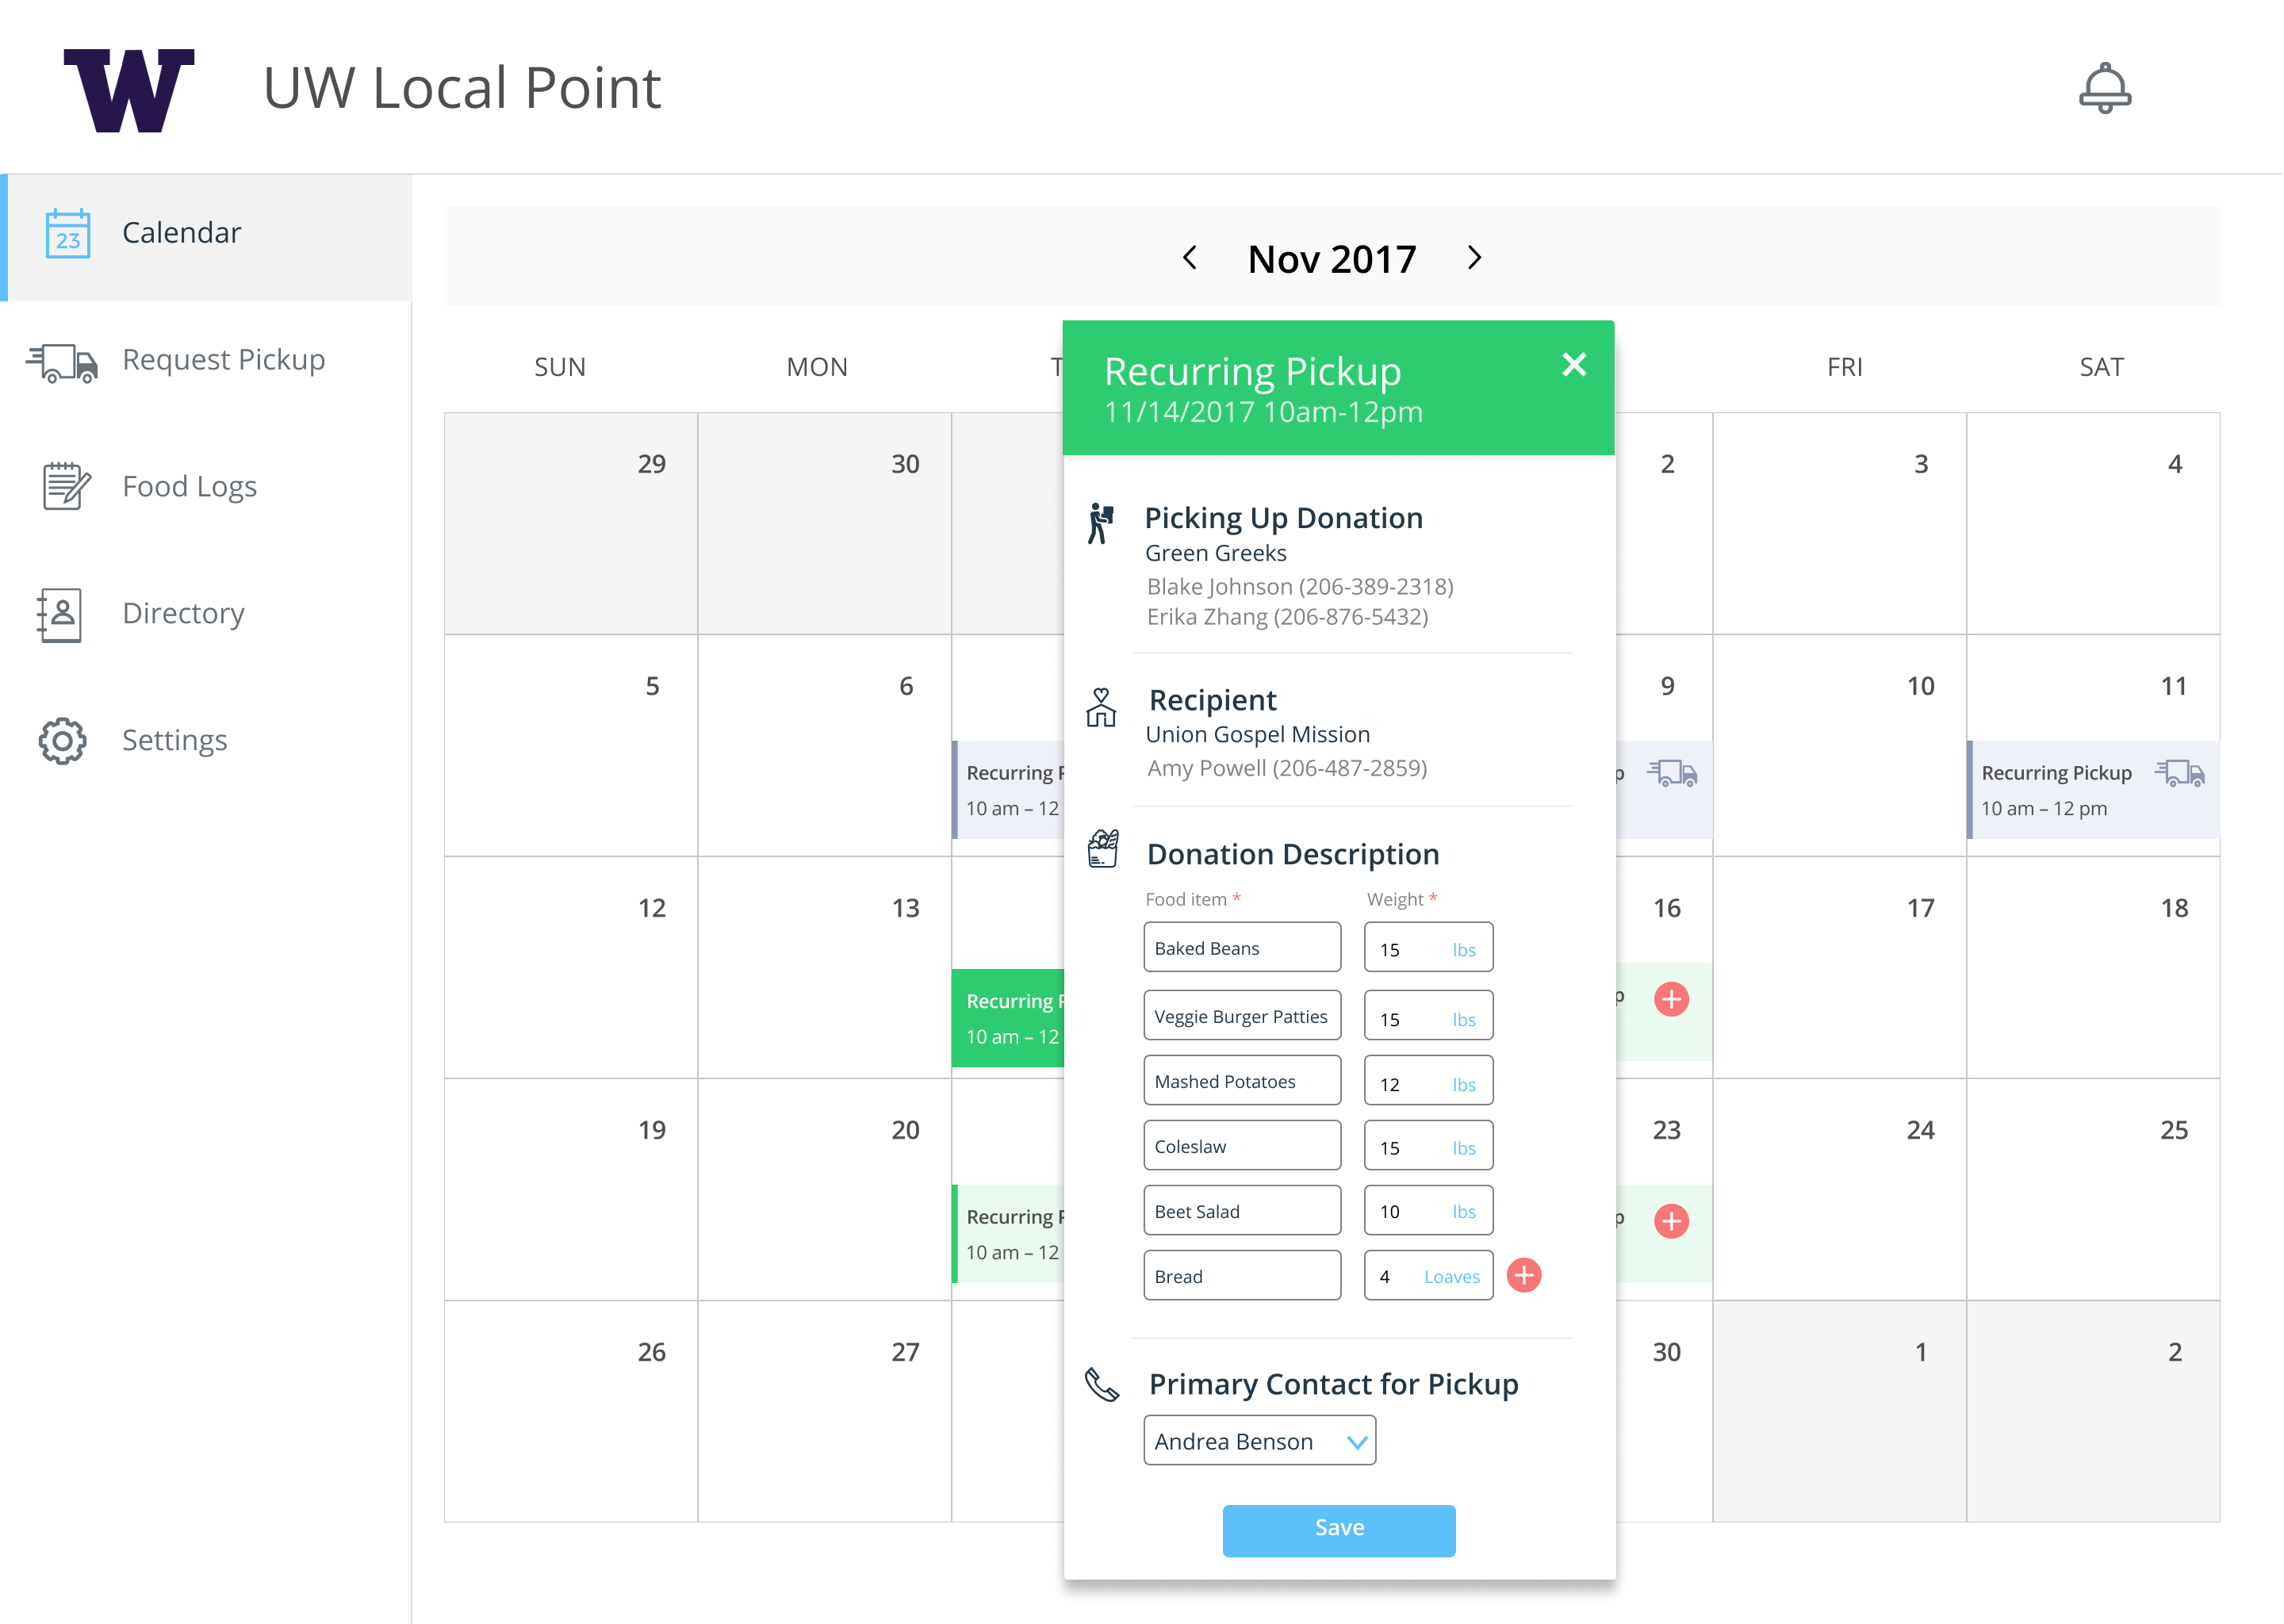 W
UW Local Point
23
Calendar
Request Pickup
Food Logs
Directory
Settings
Nov 2017
SUN MON T FRI SAT
29 30 2 3 4
5 6 9 10 11
Recurring
10 am – 12
p
Recurring Pickup
10 am – 12 pm
12 13 16 17 18
Recurring
10 am – 12
p
19 20 23 24 25
Recurring
10 am – 12
p
26 27 30 1 2
Recurring Pickup
11/14/2017 10am-12pm
Picking Up Donation
Green Greeks
Blake Johnson (206-389-2318)
Erika Zhang (206-876-5432)
Recipient
Union Gospel Mission
Amy Powell (206-487-2859)
Donation Description
Food item * Weight *
Baked Beans 15 lbs
Veggie Burger Patties 15 lbs
Mashed Potatoes 12 lbs
Coleslaw 15 lbs
Beet Salad 10 lbs
Bread 4 Loaves
Primary Contact for Pickup
Andrea Benson
Save